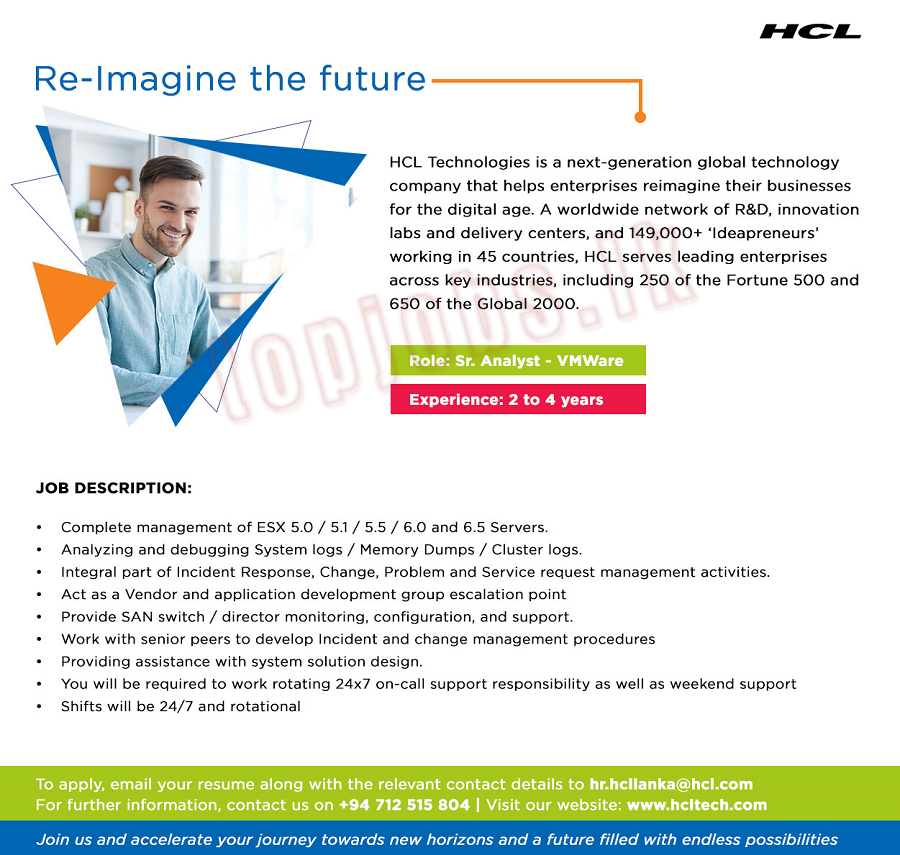 HCL
Re-Imagine the future
HCL Technologies is a next-generation global technology
company that helps enterprises reimagine their businesses
for the digital age. A worldwide network of R&D, innovation
labs and delivery centers, and 149,000+ ‘Ideapreneurs’
working in 45 countries, HCL serves leading enterprises
across key industries, including 250 of the Fortune 500 and
650 of the Global 2000.
topjobs.lk
Role: Sr. Analyst - VMWare
Experience: 2 to 4 years
JOB DESCRIPTION:
• Complete management of ESX 5.0 / 5.1 / 5.5 / 6.0 and 6.5 Servers.
• Analyzing and debugging System logs / Memory Dumps / Cluster logs.
• Integral part of Incident Response, Change, Problem and Service request management activities.
• Act as a Vendor and application development group escalation point
• Provide SAN switch / director monitoring, configuration, and support.
• Work with senior peers to develop Incident and change management procedures
• Providing assistance with system solution design.
• You will be required to work rotating 24x7 on-call support responsibility as well as weekend support
• Shifts will be 24/7 and rotational
To apply, email your resume along with the relevant contact details to hr.hcllanka@hcl.com
For further information, contact us on +94 712 515 804 | Visit our website: www.hcltech.com
Join us and accelerate your journey towards new horizons and a future filled with endless possibilities